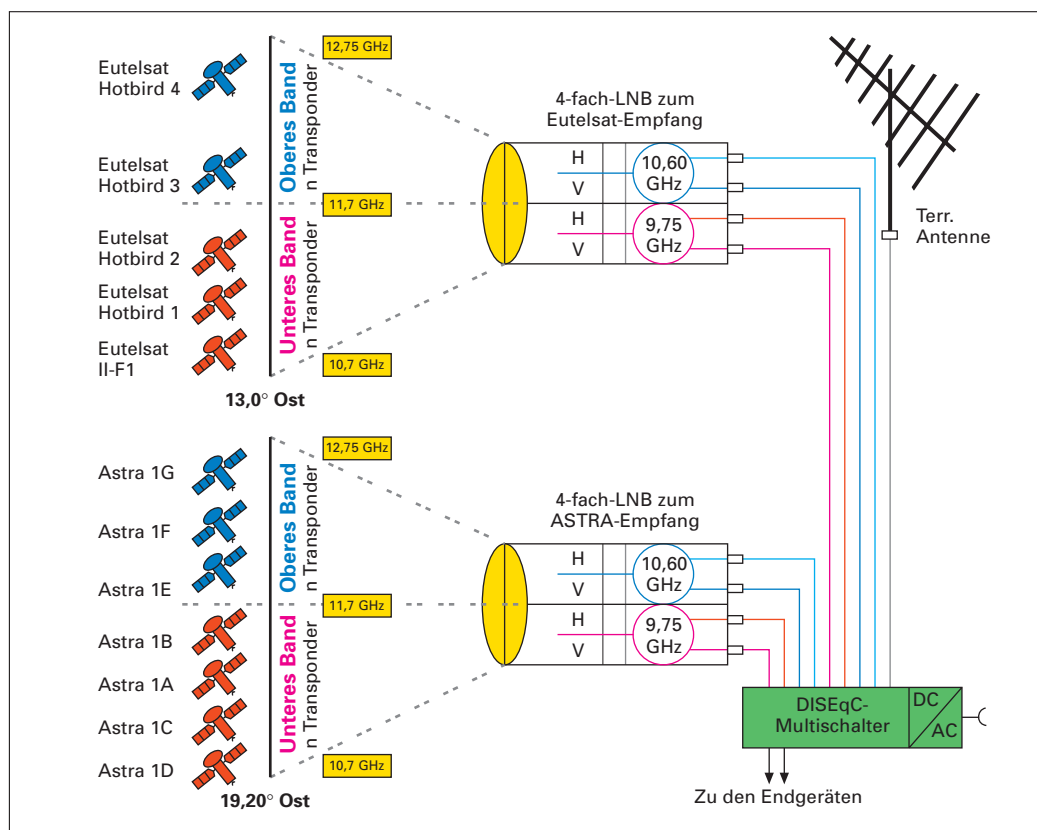 Eutelsat
Hotbird 4
Eutelsat
Hotbird 3
Eutelsat
Hotbird 2
Eutelsat
Hotbird 1
Eutelsat
II-F1
Oberes Band
n Transponder
Unteres Band
n Transponder
12,75 GHz
11,7 GHz
10,7 GHz
13,0° Ost
4-fach-LNB zum
Eutelsat-Empfang
H
V
10,60
GHz
H
V
9,75
GHz
Terr.
Antenne
Astra 1G
Astra 1F
Astra 1E
Astra 1B
Astra 1A
Astra 1C
Astra 1D
Oberes Band
n Transponder
Unteres Band
n Transponder
12,75 GHz
11,7 GHz
10,7 GHz
19,20° Ost
4-fach-LNB zum
ASTRA-Empfang
H
V
10,60
GHz
H
V
9,75
GHz
DISEqC-
Multischalter
DC
AC
Zu den Endgeräten